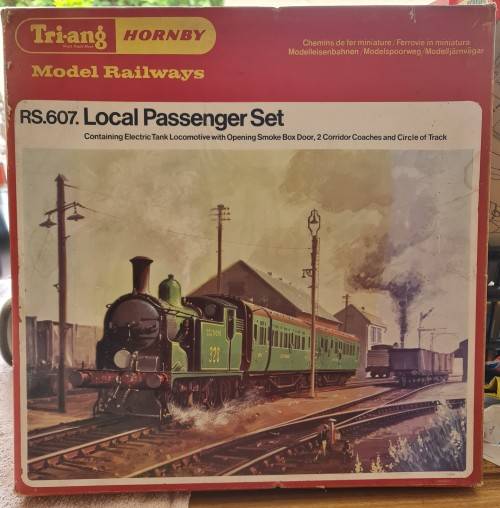 Tri-ang HORNBY
Model Railways
Chemins de fer miniature / Ferrovie in miniatura
Modelleisenbahnen / Modelspoorweg / Modelljärnvägar
RS.607. Local Passenger Set
Containing Electric Tank Locomotive with Opening Smoke Box Door, 2 Corridor Coaches and Circle of Track
328